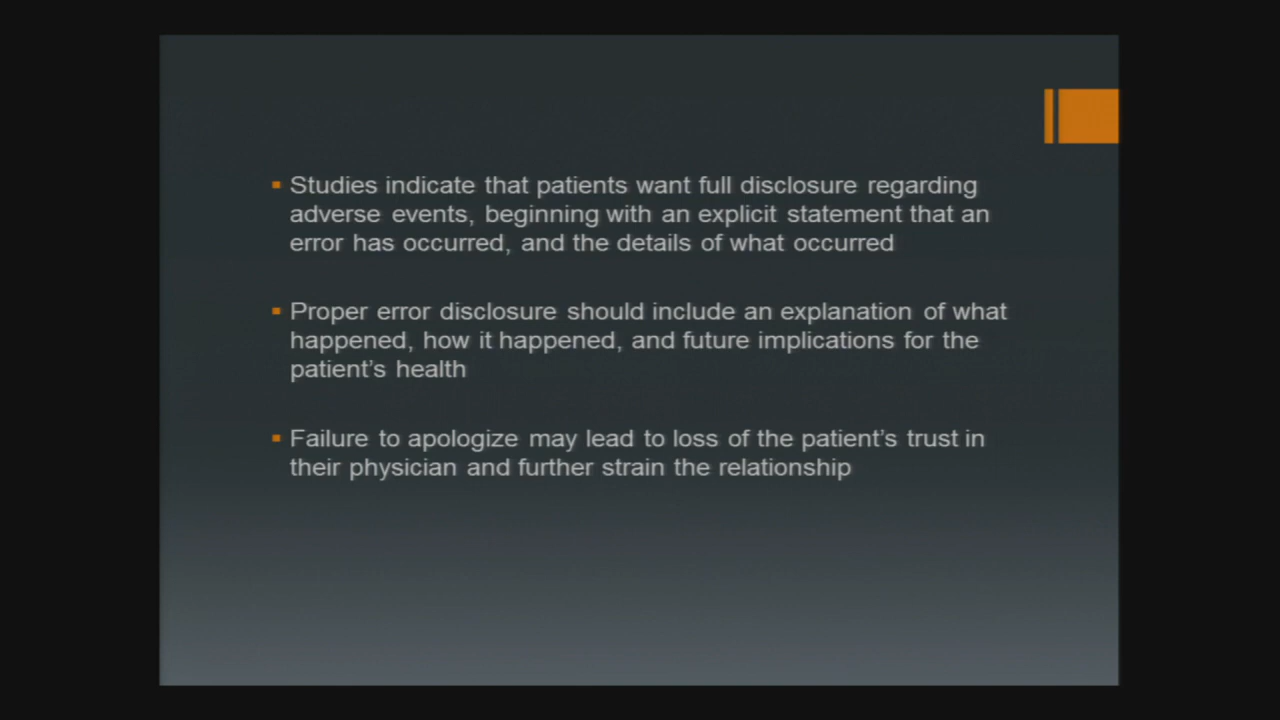 Studies indicate that patients want full disclosure regarding
adverse events, beginning with an explicit statement that an
error has occurred, and the details of what occurred
Proper error disclosure should include an explanation of what
happened, how it happened, and future implications for the
patient’s health
Failure to apologize may lead to loss of the patient’s trust in
their physician and further strain the relationship